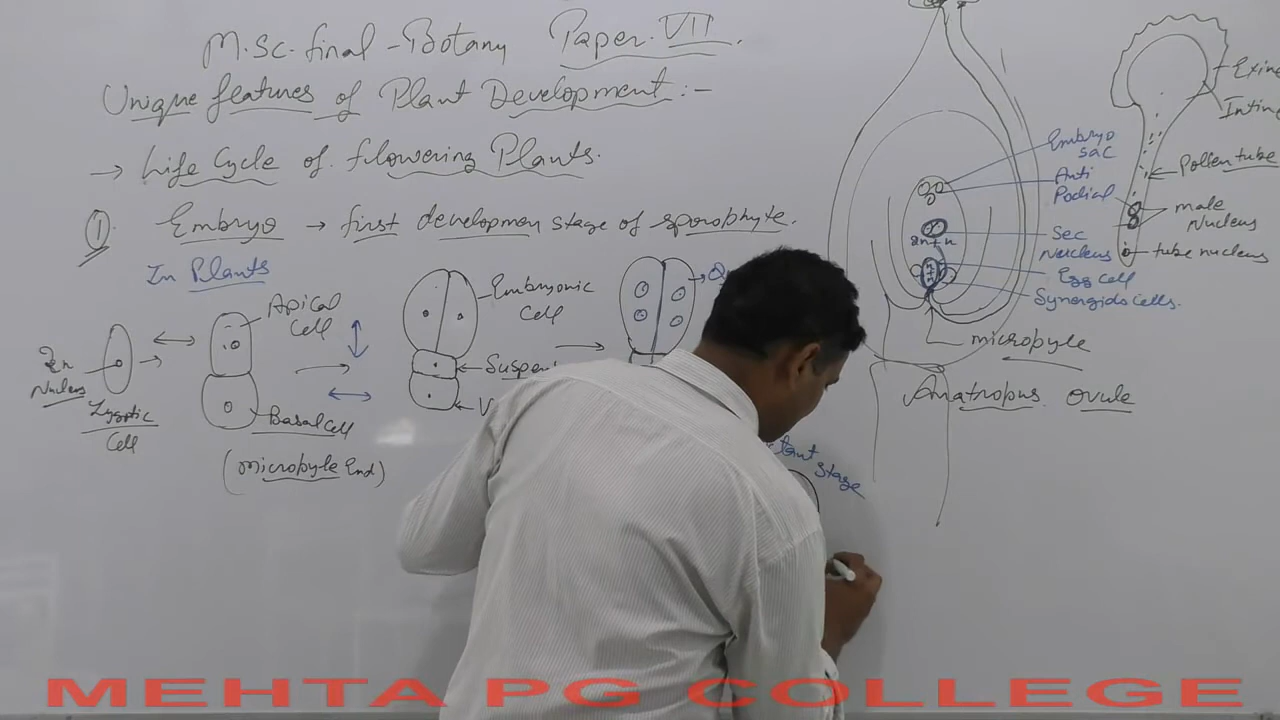 M.Sc. final - Botany Paper. VII.
Unique features of Plant Development :-
→ Life Cycle of flowering Plants.
① Embryo → first developmen stage of sporophyte.
In Plants
2n
Nucleus
Zygotic
Cell
Apical
Cell
Basal cell
(micropyle End)
Embryonic
Cell
Suspen
V
stage
Embryo
sac
Anti
Podial
Sec
Nucleus
Egg cell
Synergids cells.
micropyle
Anatropus ovule
2n + n
Exine
Intine
Pollen tube
male
Nucleus
tube nucleus
MEHTA PG COLLEGE